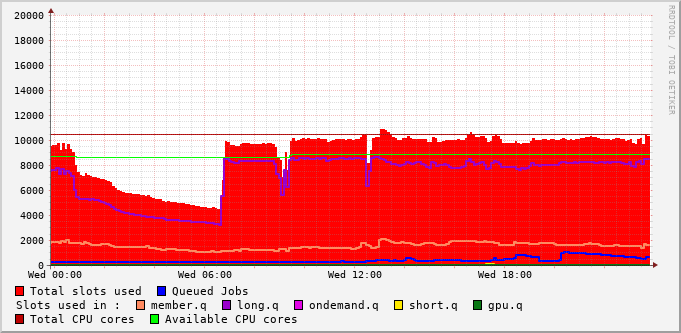 20000
18000
16000
14000
12000
10000
8000
6000
4000
2000
0
Wed 00:00 Wed 06:00 Wed 12:00 Wed 18:00
Total slots used Queued Jobs
Slots used in : member.q long.q ondemand.q short.q gpu.q
Total CPU cores Available CPU cores
RRDTOOL / TOBI OETIKER